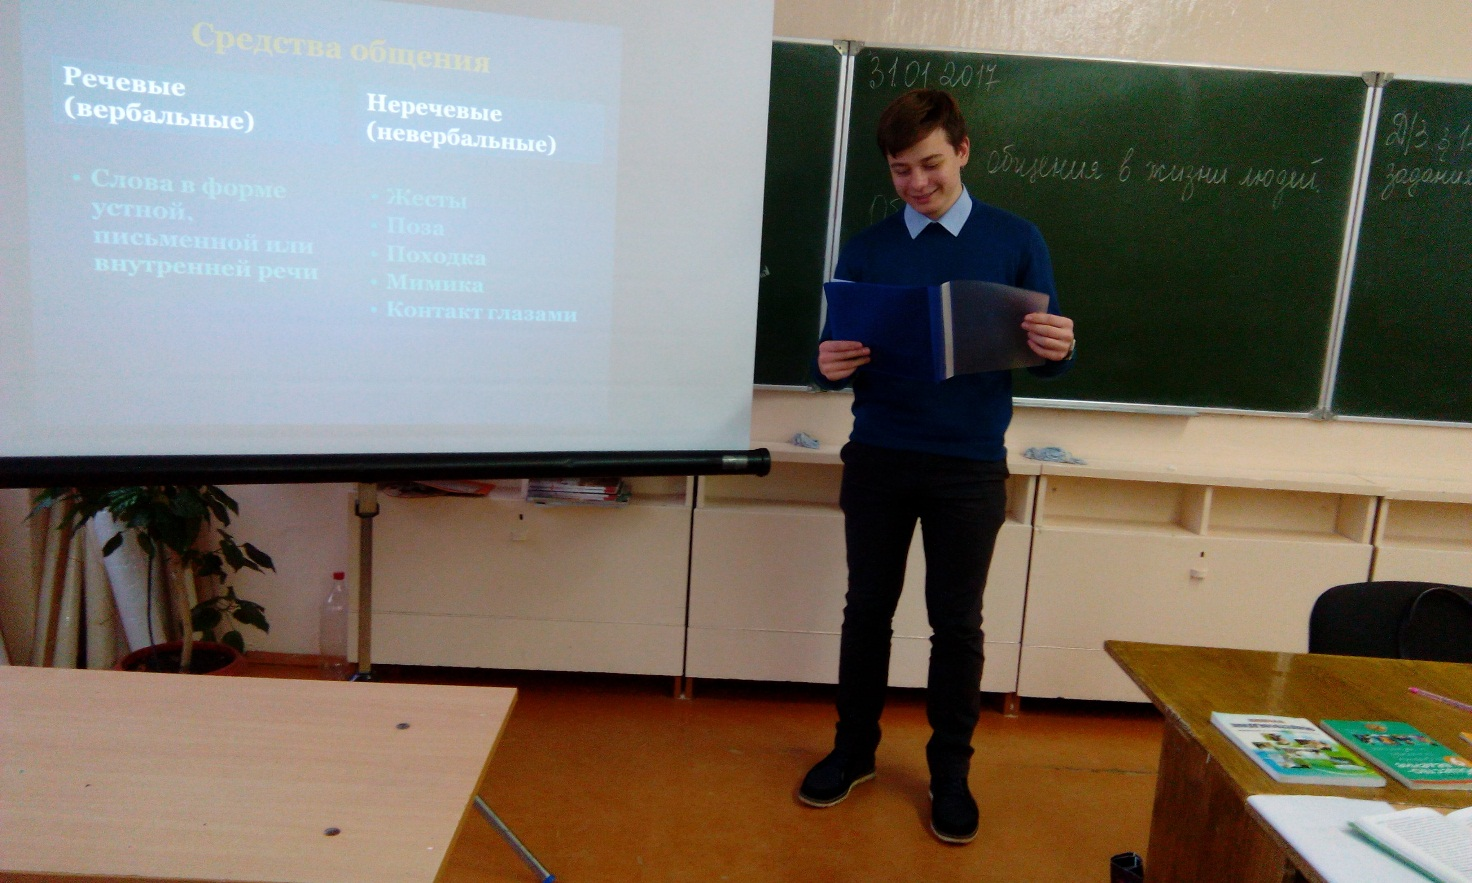 Средства общения
Речевые
(вербальные)
• Слова в форме
устной,
письменной или
внутренней речи
Неречевые
(невербальные)
• Жесты
• Поза
• Походка
• Мимика
• Контакт глазами
31.01.2017
общения в жизни людей.
Д/З §
задания